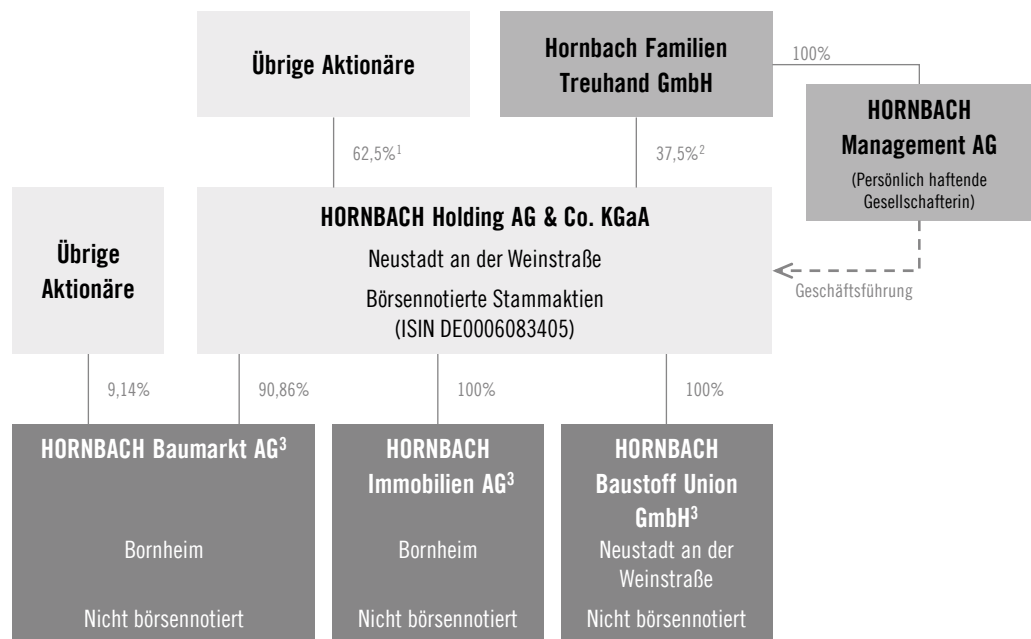 Übrige Aktionäre
Hornbach Familien
Treuhand GmbH
100%
HORNBACH
Management AG
(Persönlich haftende
Gesellschafterin)
62,5%¹
37,5%²
Übrige
Aktionäre
HORNBACH Holding AG & Co. KGaA
Neustadt an der Weinstraße
Börsennotierte Stammaktien
(ISIN DE0006083405)
Geschäftsführung
9,14%
90,86%
100%
100%
HORNBACH Baumarkt AG³
Bornheim
Nicht börsennotiert
HORNBACH
Immobilien AG³
Bornheim
Nicht börsennotiert
HORNBACH
Baustoff Union
GmbH³
Neustadt an der
Weinstraße
Nicht börsennotiert